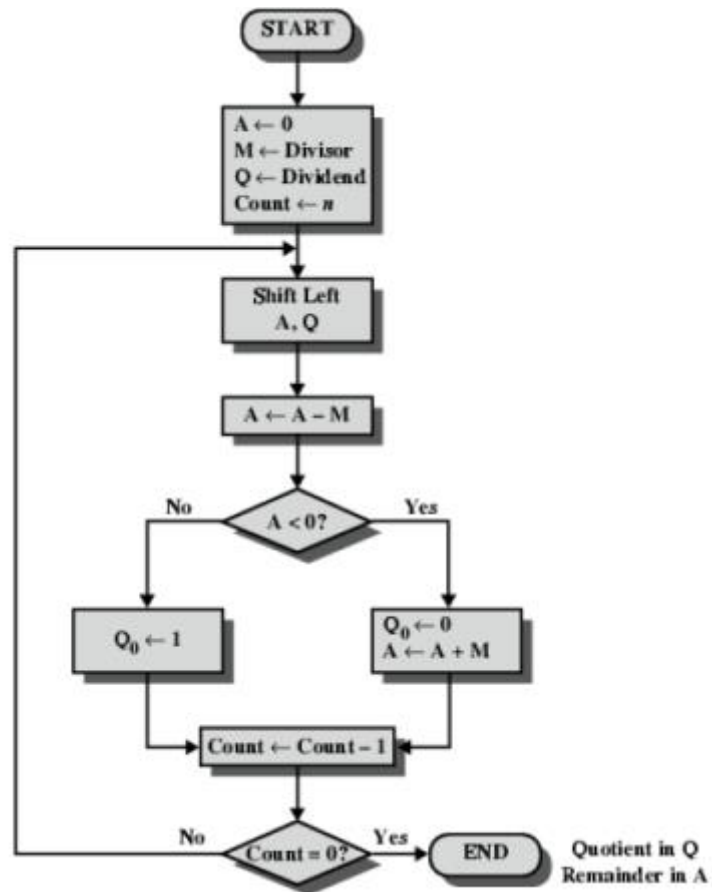 START
A ← 0
M ← Divisor
Q ← Dividend
Count ← n
Shift Left
A, Q
A ← A – M
No
A < 0?
Yes
Q₀ ← 1
Q₀ ← 0
A ← A + M
Count ← Count – 1
No
Count = 0?
Yes
END
Quotient in Q
Remainder in A